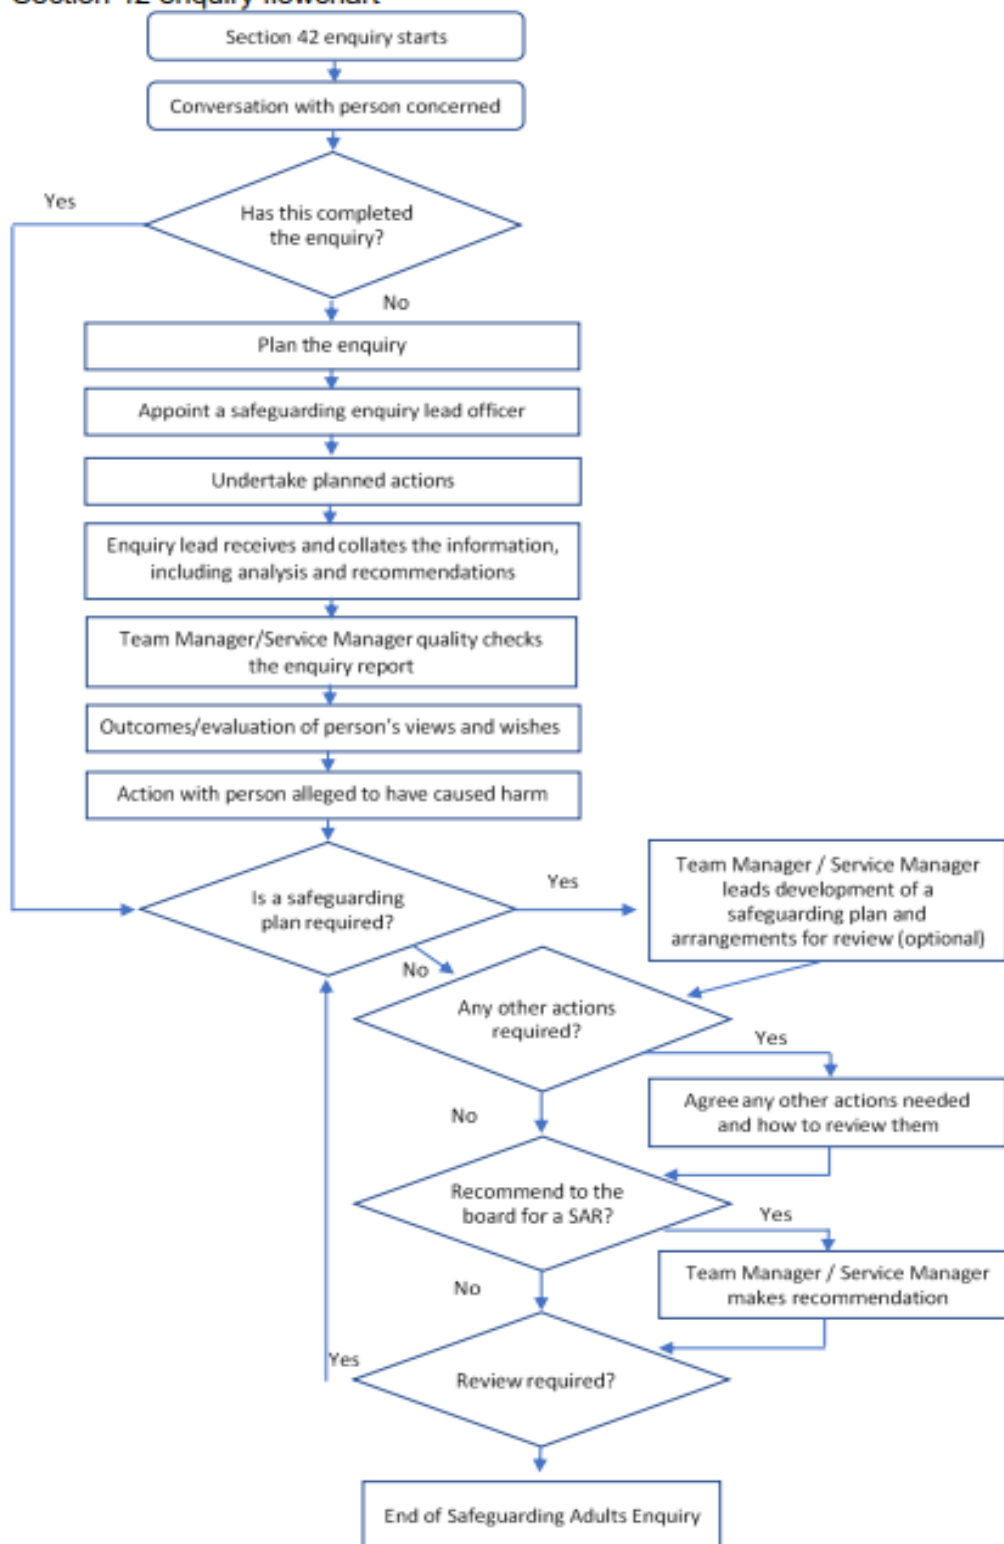 Section 42 enquiry flowchart
Section 42 enquiry starts
Conversation with person concerned
Yes
Has this completed
the enquiry?
No
Plan the enquiry
Appoint a safeguarding enquiry lead officer
Undertake planned actions
Enquiry lead receives and collates the information,
including analysis and recommendations
Team Manager/Service Manager quality checks
the enquiry report
Outcomes/evaluation of person's views and wishes
Action with person alleged to have caused harm
Is a safeguarding
plan required?
Yes
Team Manager / Service Manager
leads development of a
safeguarding plan and
arrangements for review (optional)
No
Any other actions
required?
Yes
Agree any other actions needed
and how to review them
No
Recommend to the
board for a SAR?
Yes
Team Manager / Service Manager
makes recommendation
No
Yes
Review required?
End of Safeguarding Adults Enquiry